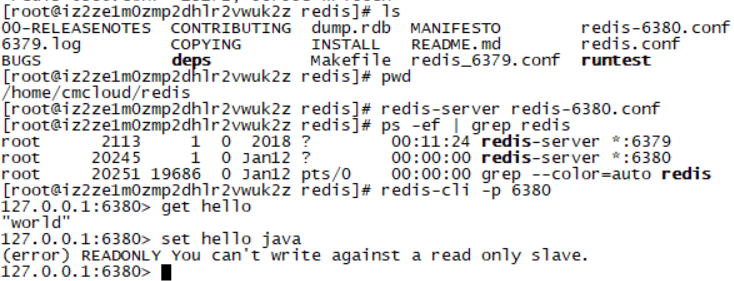 [root@iz2ze1m0zmp2dhlr2vwuk2z redis]# ls
00-RELEASENOTES CONTRIBUTING dump.rdb MANIFESTO redis-6380.conf
6379.log COPYING INSTALL README.md redis.conf
BUGS deps Makefile redis_6379.conf runtest
[root@iz2ze1m0zmp2dhlr2vwuk2z redis]# pwd
/home/cmcloud/redis
[root@iz2ze1m0zmp2dhlr2vwuk2z redis]# redis-server redis-6380.conf
[root@iz2ze1m0zmp2dhlr2vwuk2z redis]# ps -ef | grep redis
root 2113 1 0 2018 ? 00:11:24 redis-server *:6379
root 20245 1 0 Jan12 ? 00:00:00 redis-server *:6380
root 20251 19686 0 Jan12 pts/0 00:00:00 grep --color=auto redis
[root@iz2ze1m0zmp2dhlr2vwuk2z redis]# redis-cli -p 6380
127.0.0.1:6380> get hello
"world"
127.0.0.1:6380> set hello java
(error) READONLY You can't write against a read only slave.
127.0.0.1:6380>